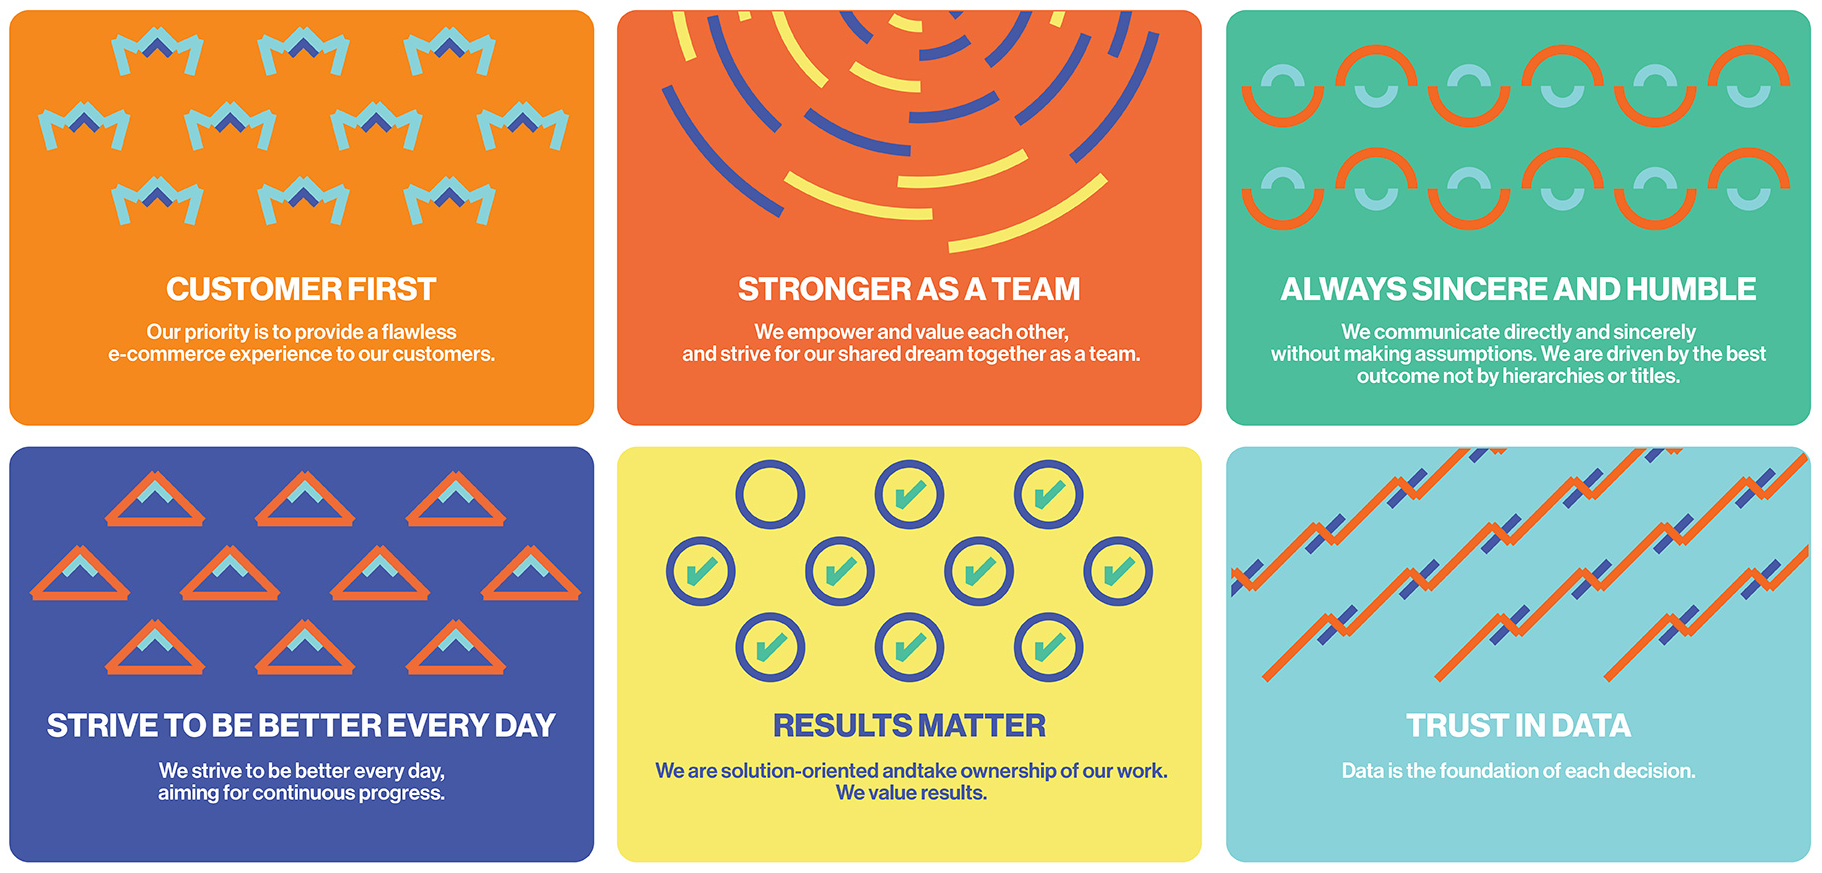 CUSTOMER FIRST
Our priority is to provide a flawless
e-commerce experience to our customers.
STRONGER AS A TEAM
We empower and value each other,
and strive for our shared dream together as a team.
ALWAYS SINCERE AND HUMBLE
We communicate directly and sincerely
without making assumptions. We are driven by the best
outcome not by hierarchies or titles.
STRIVE TO BE BETTER EVERY DAY
We strive to be better every day,
aiming for continuous progress.
RESULTS MATTER
We are solution-oriented andtake ownership of our work.
We value results.
TRUST IN DATA
Data is the foundation of each decision.